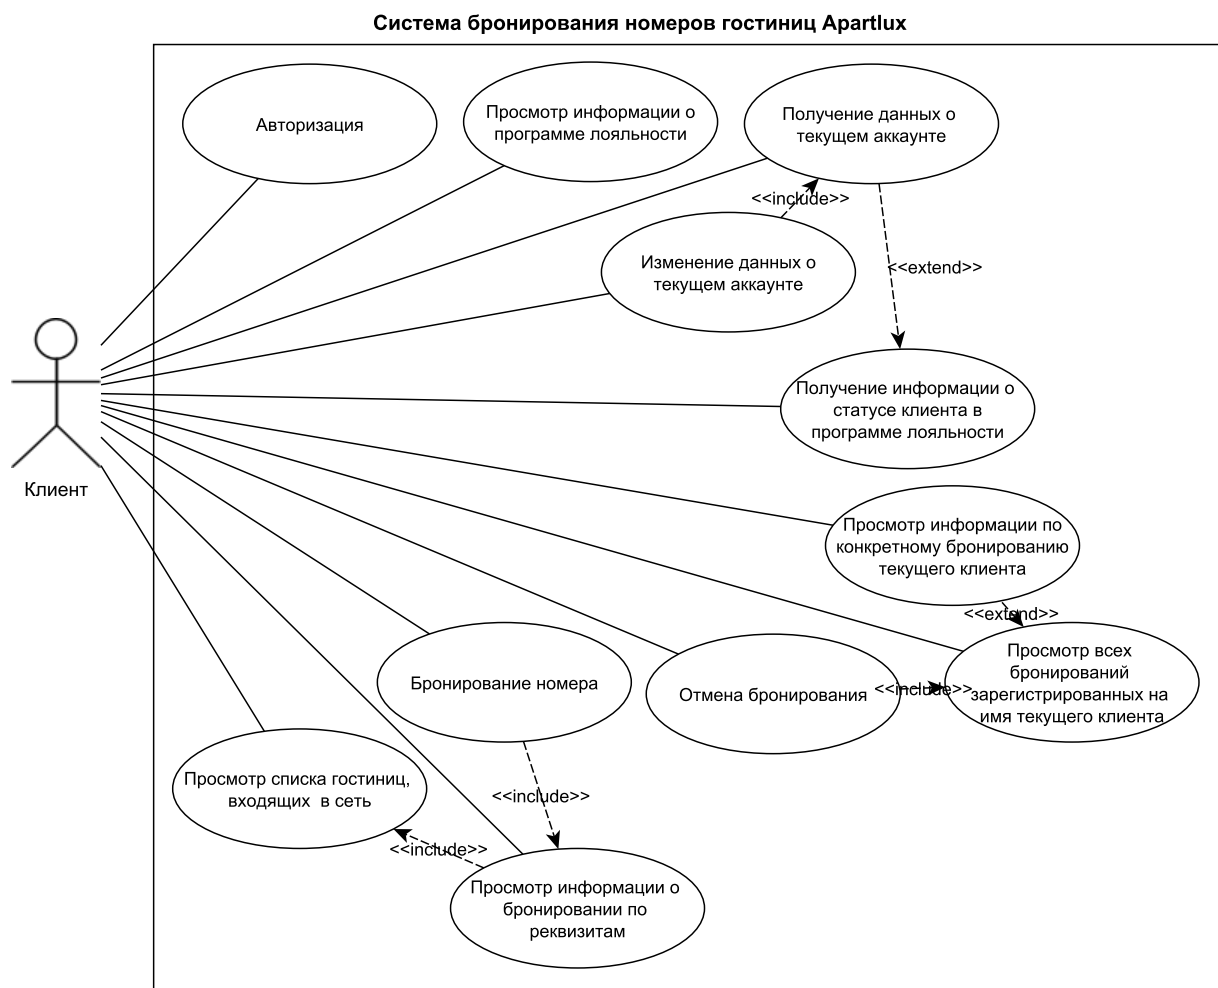 Система бронирования номеров гостиниц Apartlux
Авторизация
Просмотр информации о
программе лояльности
Получение данных о
текущем аккаунте
<<include>>
Изменение данных о
текущем аккаунте
<<extend>>
Получение информации о
статусе клиента в
программе лояльности
Клиент
Просмотр информации по
конкретному бронированию
текущего клиента
<<extend>>
Просмотр всех
бронирований
зарегистрированных на
имя текущего клиента
Бронирование номера
Отмена бронирования
<<include>>
Просмотр списка гостиниц,
входящих  в сеть
<<include>>
<<include>>
Просмотр информации о
бронировании по
реквизитам